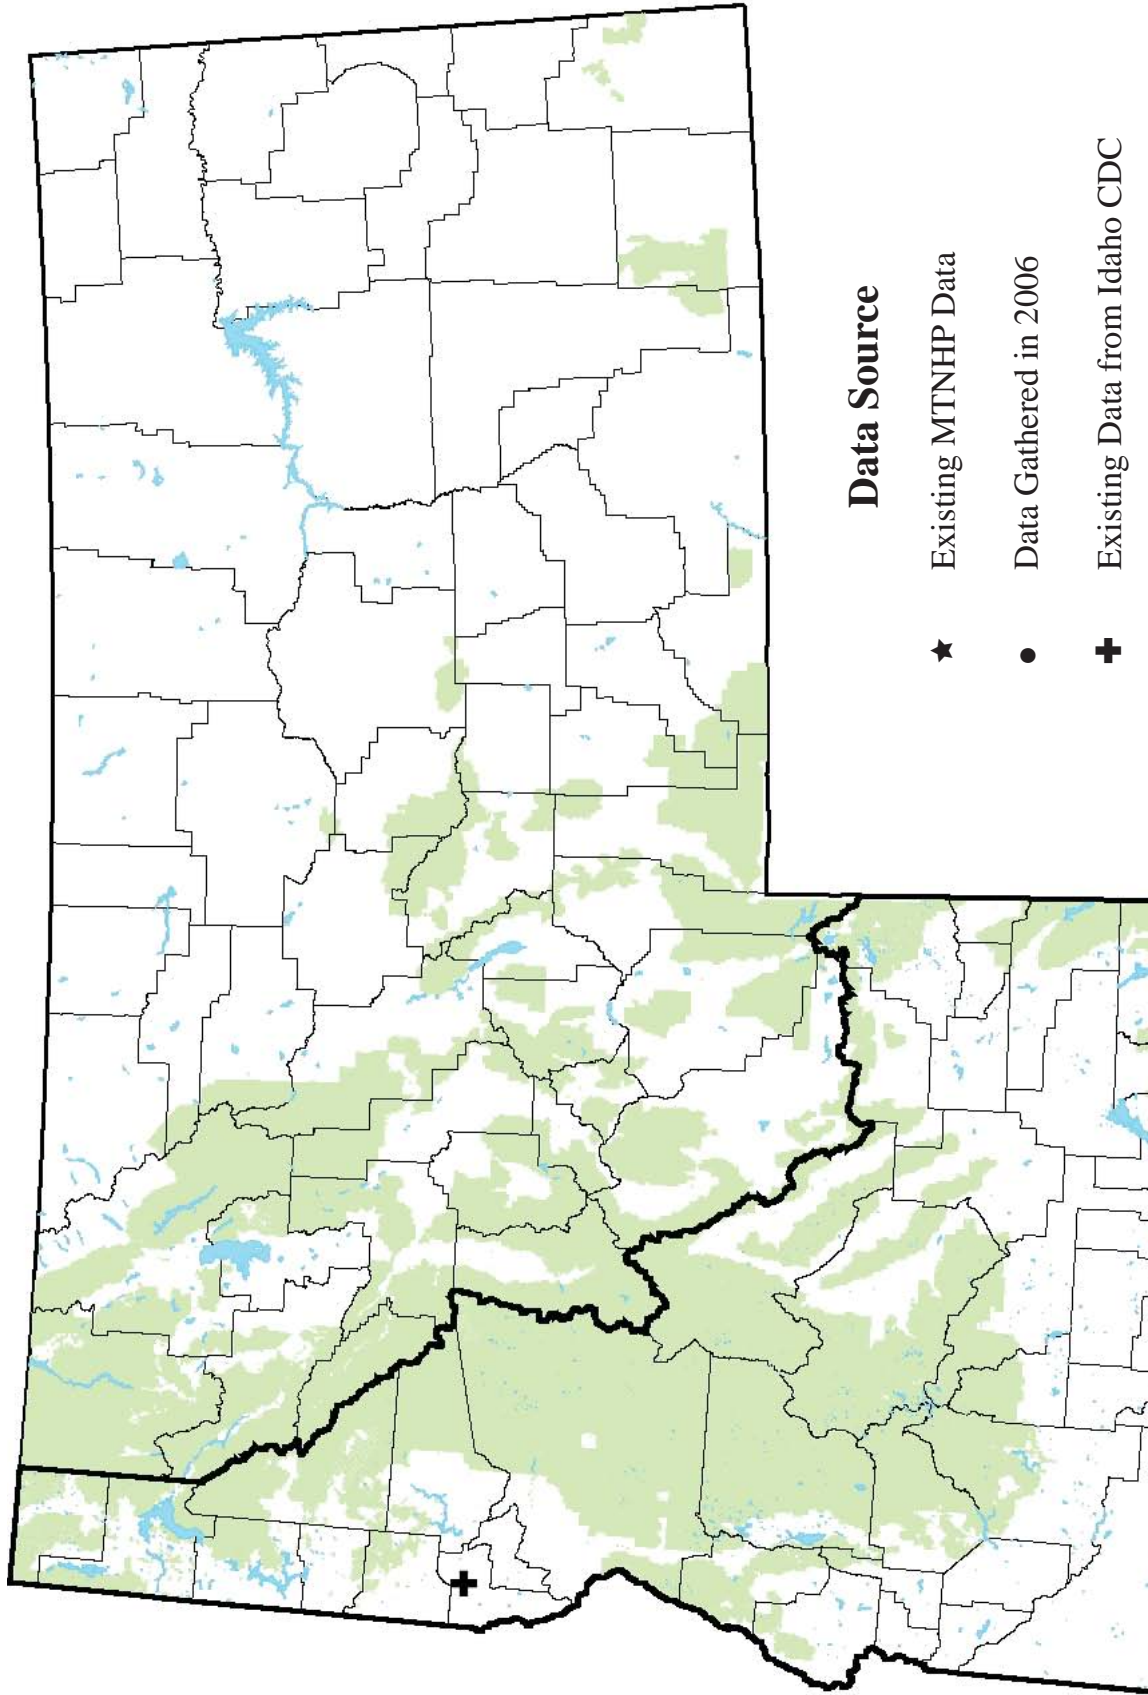 Data Source
Existing MTNHP Data
Data Gathered in 2006
Existing Data from Idaho CDC